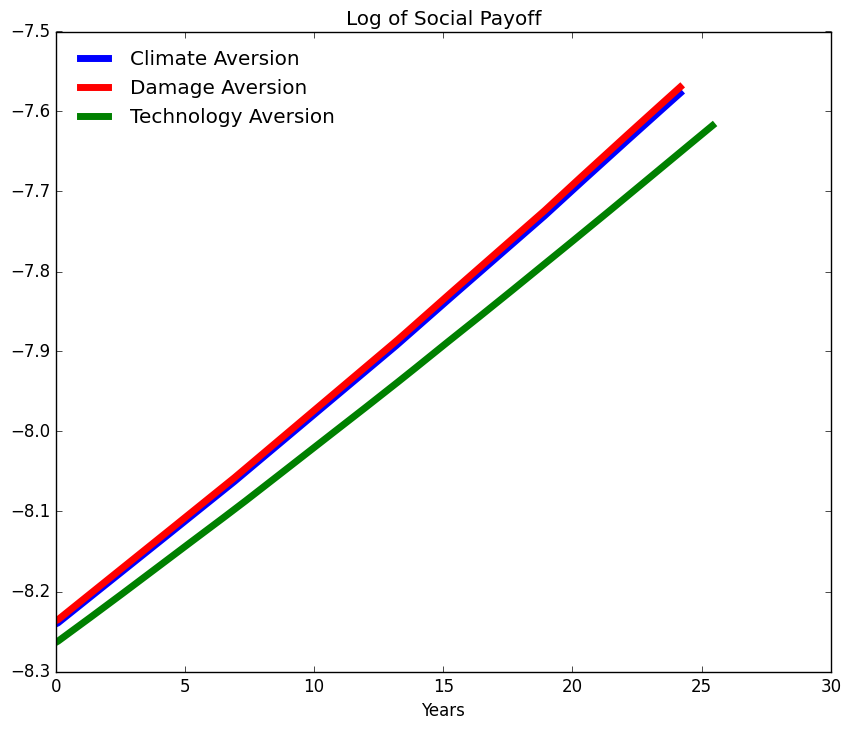 Log of Social Payoff
−7.5
Climate Aversion
Damage Aversion
Technology Aversion
−7.6
−7.7
−7.8
−7.9
−8.0
−8.1
−8.2
−8.3
0 5 10 15 20 25 30
Years